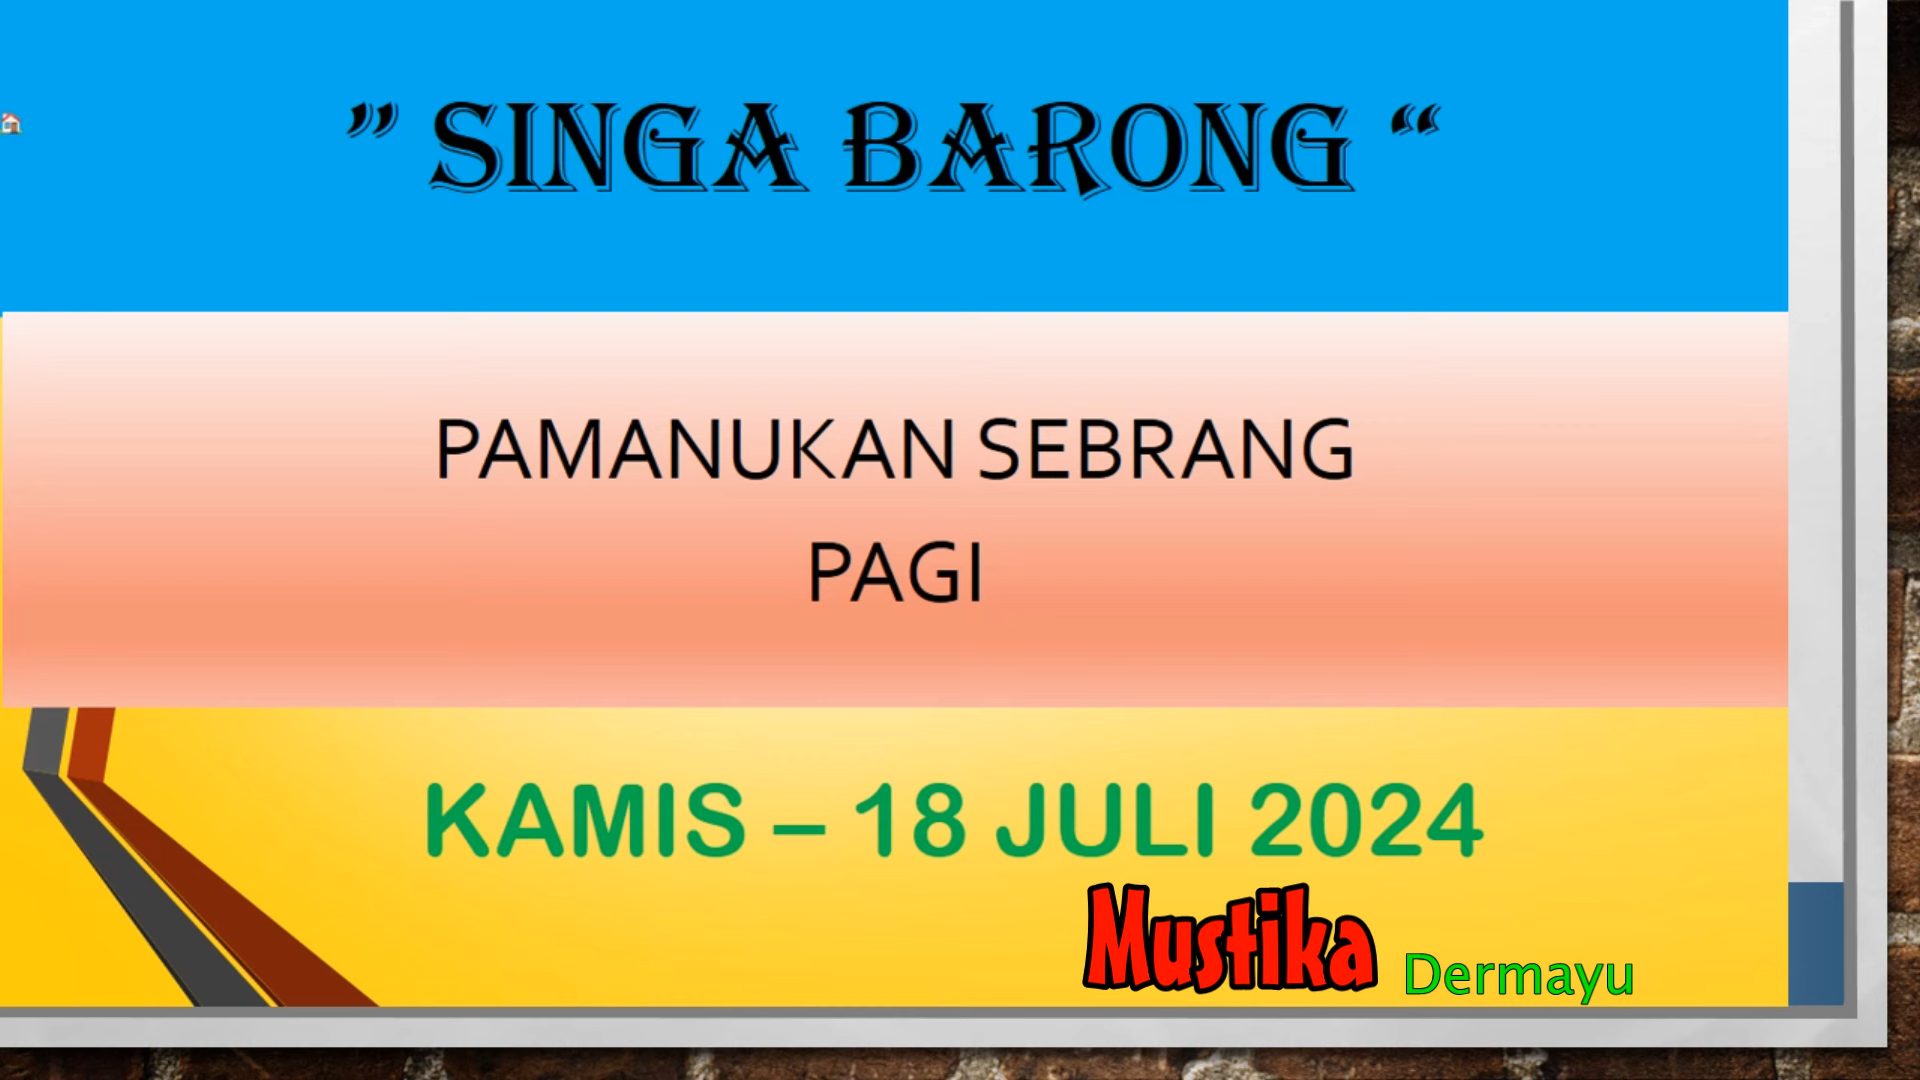 ” SINGA BARONG “
PAMANUKAN SEBRANG
PAGI
KAMIS – 18 JULI 2024
Mustika Dermayu